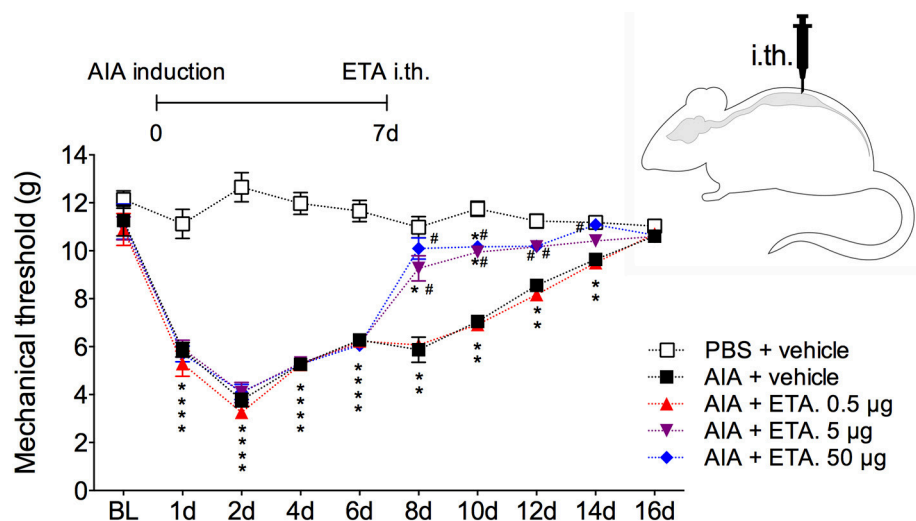 i.th.
AIA induction
ETA i.th.
0
7d
Mechanical threshold (g)
14
12
10
8
6
4
2
0
BL 1d 2d 4d 6d 8d 10d 12d 14d 16d
* * * *
* * * *
* * * *
* * * *
* *
* *
* *
* *
#
* #
*#
*#
# #
#
PBS + vehicle
AIA + vehicle
AIA + ETA. 0.5 µg
AIA + ETA. 5 µg
AIA + ETA. 50 µg